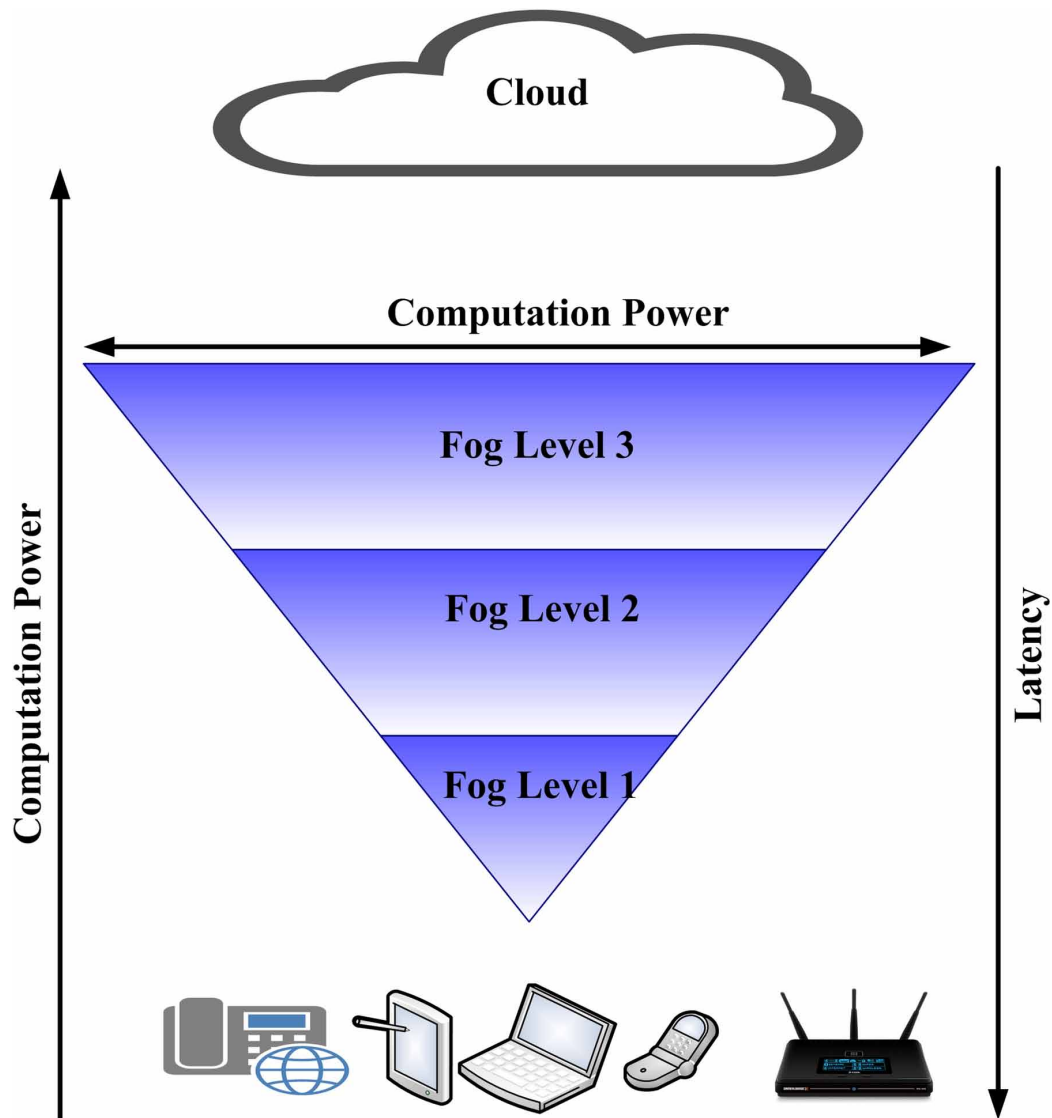 Cloud
Computation Power
Fog Level 3
Fog Level 2
Fog Level 1
Computation Power
Latency